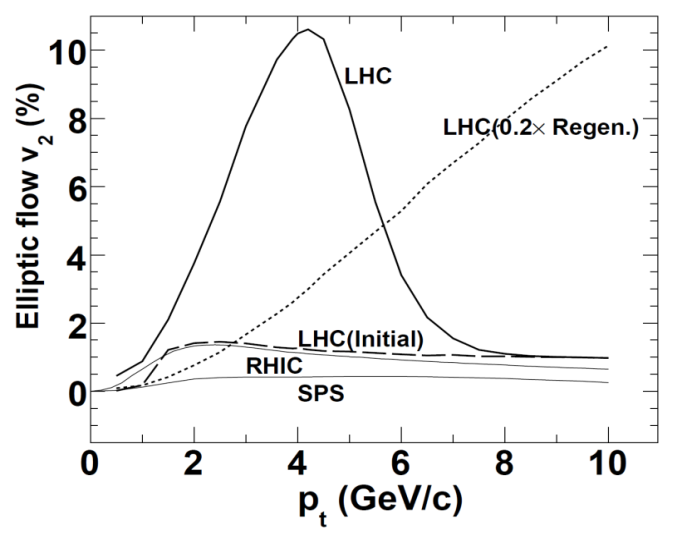 10
8
6
4
2
0
Elliptic flow v2 (%)
LHC
LHC(0.2× Regen.)
LHC(Initial)
RHIC
SPS
0 2 4 6 8 10
pt (GeV/c)